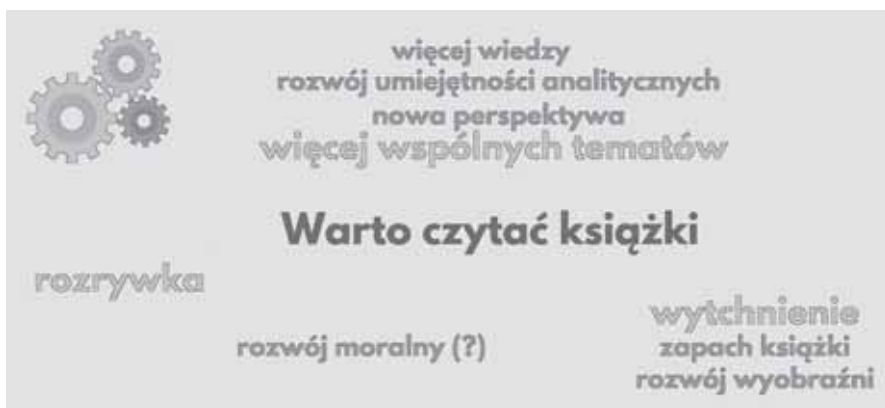 więcej wiedzy
rozwój umiejętności analitycznych
nowa perspektywa
więcej wspólnych tematów
Warto czytać książki
rozrywka
wytchnienie
rozwój moralny (?)
zapach książki
rozwój wyobraźni